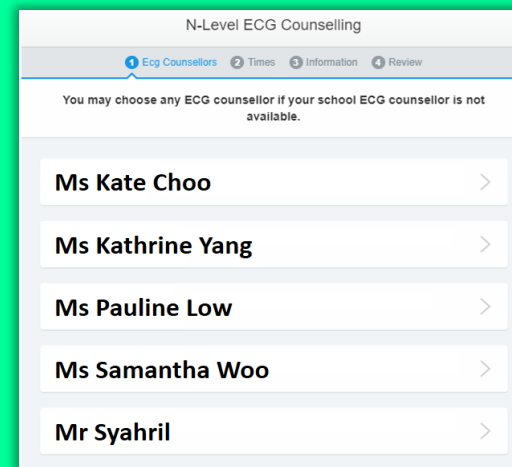 N-Level ECG Counselling
1 Ecg Counsellors 2 Times 3 Information 4 Review
You may choose any ECG counsellor if your school ECG counsellor is not
available.
Ms Kate Choo
Ms Kathrine Yang
Ms Pauline Low
Ms Samantha Woo
Mr Syahril